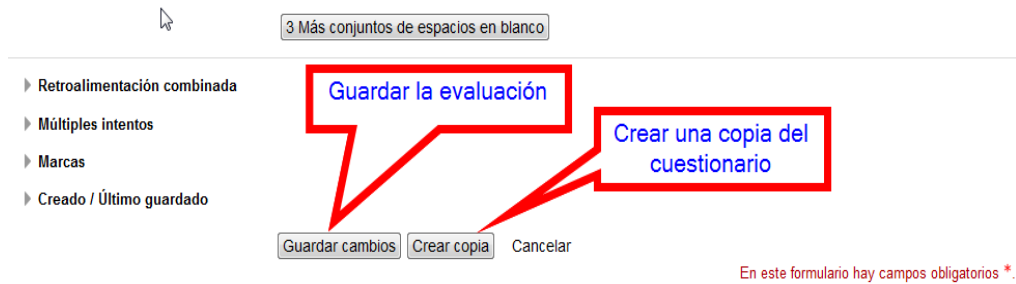 3 Más conjuntos de espacios en blanco
Retroalimentación combinada
Guardar la evaluación
Múltiples intentos
Crear una copia del
cuestionario
Marcas
Creado / Último guardado
Guardar cambios Crear copia Cancelar
En este formulario hay campos obligatorios *.